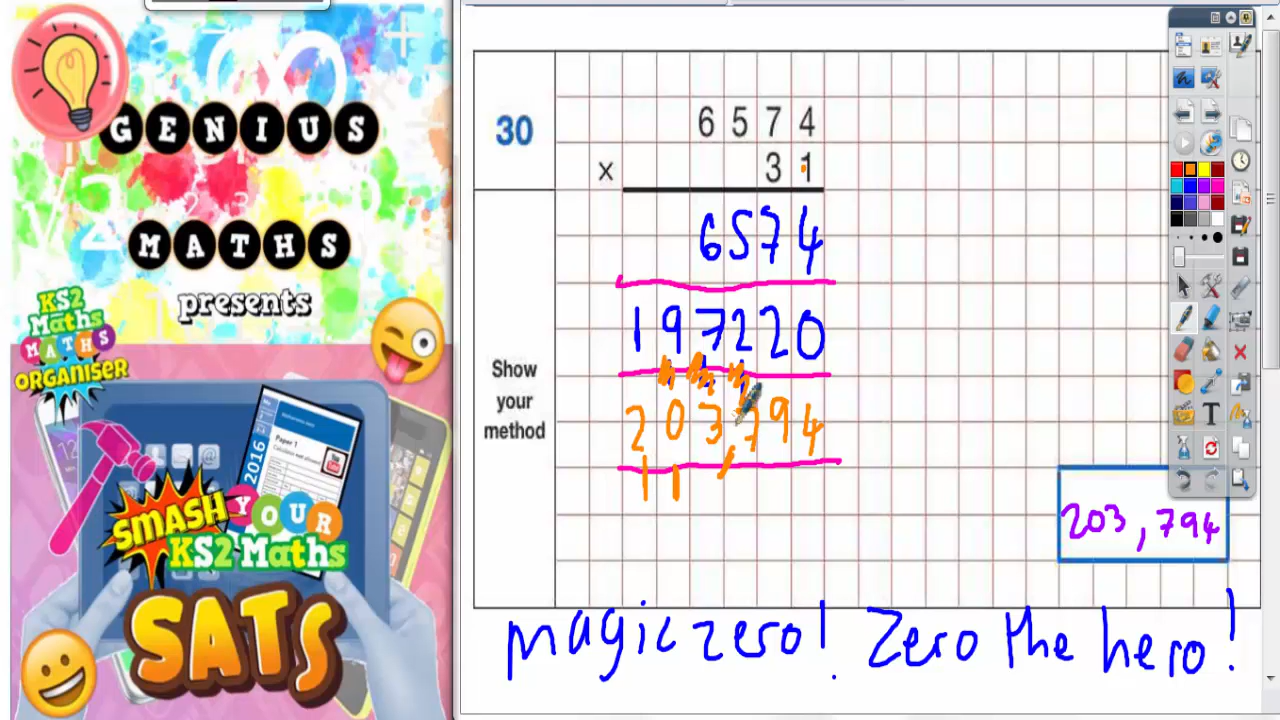 GENIUS
MATHS
presents
KS2
Maths
MATHS
ORGANISER
2016
Paper 1
You
Tube
SMASH YOUR
KS2 Maths
SATS
30
6 5 7 4
× 3 1
6 5 7 4
1 9 7 2 2 0
2 0 3 , 7 9 4
1 1
Show
your
method
203,794
magic zero! Zero the hero!